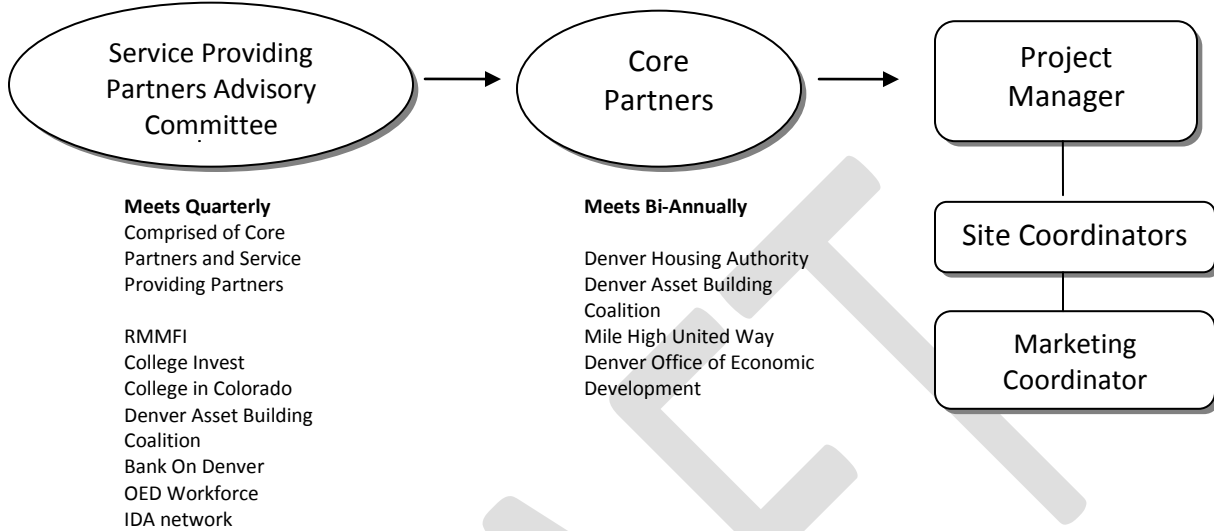 Service Providing
Partners Advisory
Committee
Meets Quarterly
Comprised of Core
Partners and Service
Providing Partners
RMMFI
College Invest
College in Colorado
Denver Asset Building
Coalition
Bank On Denver
OED Workforce
IDA network
Core
Partners
Meets Bi-Annually
Denver Housing Authority
Denver Asset Building
Coalition
Mile High United Way
Denver Office of Economic
Development
Project
Manager
Site Coordinators
Marketing
Coordinator